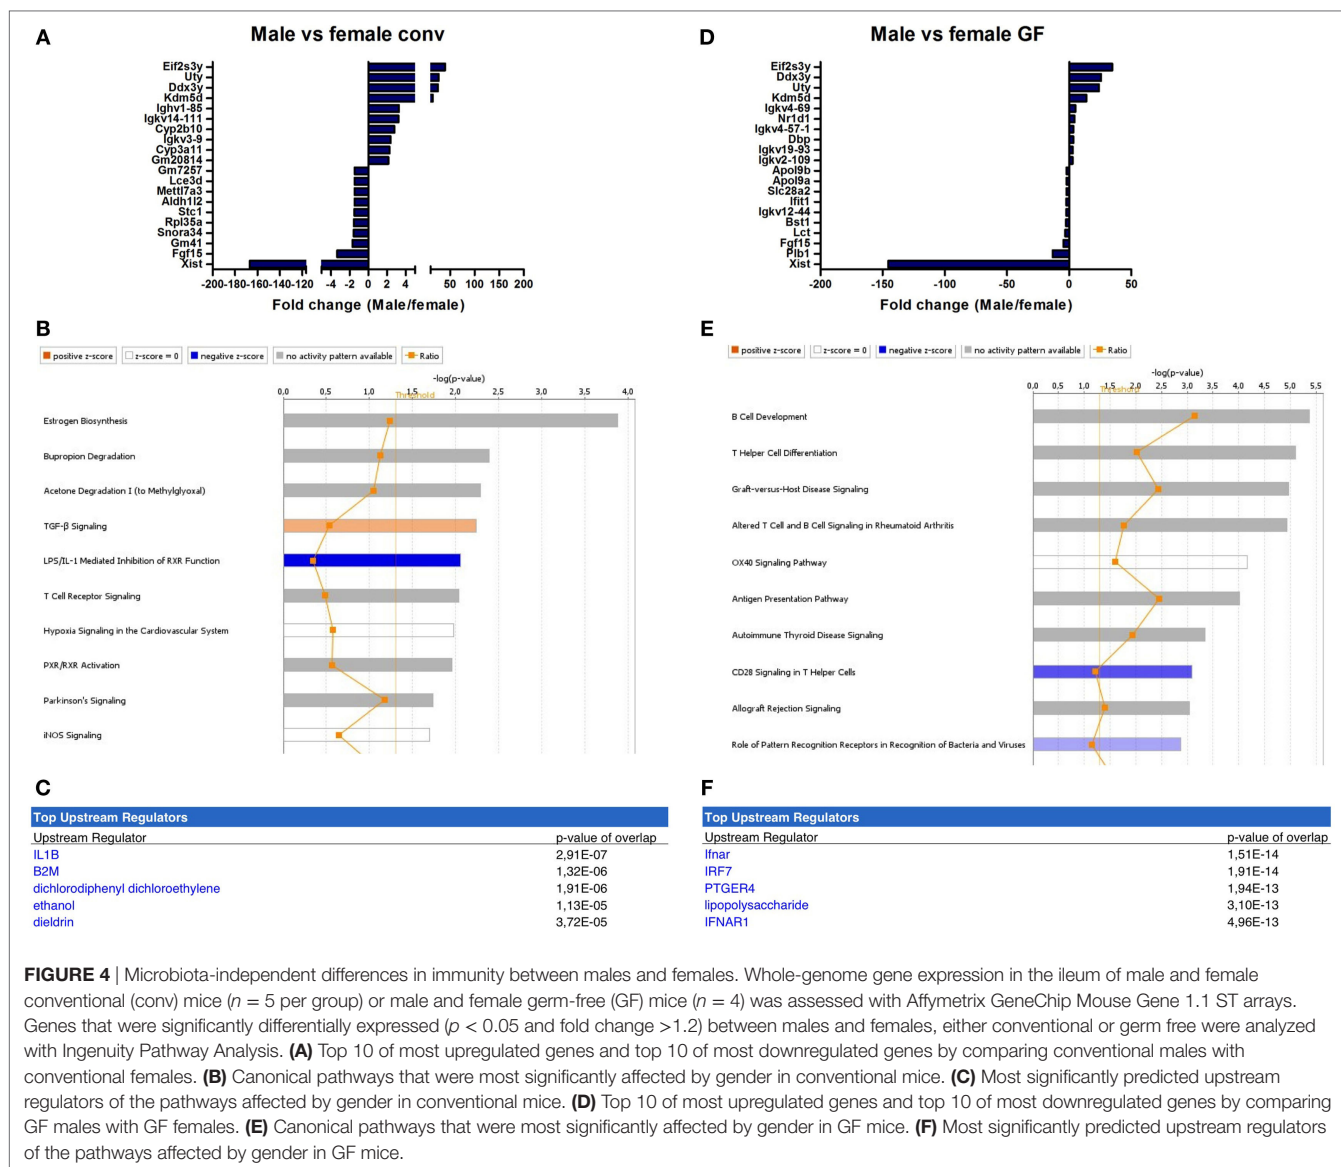 A
Male vs female conv
Eif2s3y
Uty
Ddx3y
Kdm5d
Ighv1-85
Igkv14-111
Cyp2b10
Igkv3-9
Cyp3a11
Gm20814
Gm7257
Lce3d
Mettl7a3
Aldh1l2
Stc1
Rpl35a
Snora34
Gm41
Fgf15
Xist
-200 -180 -160 -140 -120 -4 -2 0 2 4 50 100 150 200
Fold change (Male/female)
D
Male vs female GF
Eif2s3y
Ddx3y
Uty
Kdm5d
Igkv4-69
Nr1d1
Igkv4-57-1
Dbp
Igkv19-93
Igkv2-109
Apol9b
Apol9a
Slc28a2
Ifit1
Igkv12-44
Bst1
Lct
Fgf15
Plb1
Xist
-200 -150 -100 -50 0 50
Fold change (Male/female)
B
positive z-score z-score = 0 negative z-score no activity pattern available Ratio
-log(p-value)
0,0 0,5 1,0 1,5 2,0 2,5 3,0 3,5 4,0
Threshold
Estrogen Biosynthesis
Bupropion Degradation
Acetone Degradation I (to Methylglyoxal)
TGF-β Signaling
LPS/IL-1 Mediated Inhibition of RXR Function
T Cell Receptor Signaling
Hypoxia Signaling in the Cardiovascular System
PXR/RXR Activation
Parkinson's Signaling
iNOS Signaling
E
positive z-score z-score = 0 negative z-score no activity pattern available Ratio
-log(p-value)
0,0 0,5 1,0 1,5 2,0 2,5 3,0 3,5 4,0 4,5 5,0 5,5
Threshold
B Cell Development
T Helper Cell Differentiation
Graft-versus-Host Disease Signaling
Altered T Cell and B Cell Signaling in Rheumatoid Arthritis
OX40 Signaling Pathway
Antigen Presentation Pathway
Autoimmune Thyroid Disease Signaling
CD28 Signaling in T Helper Cells
Allograft Rejection Signaling
Role of Pattern Recognition Receptors in Recognition of Bacteria and Viruses
C
Top Upstream Regulators
Upstream Regulator p-value of overlap
IL1B 2,91E-07
B2M 1,32E-06
dichlorodiphenyl dichloroethylene 1,91E-06
ethanol 1,13E-05
dieldrin 3,72E-05
F
Top Upstream Regulators
Upstream Regulator p-value of overlap
Ifnar 1,51E-14
IRF7 1,91E-14
PTGER4 1,94E-13
lipopolysaccharide 3,10E-13
IFNAR1 4,96E-13
FIGURE 4 | Microbiota-independent differences in immunity between males and females. Whole-genome gene expression in the ileum of male and female
conventional (conv) mice (n = 5 per group) or male and female germ-free (GF) mice (n = 4) was assessed with Affymetrix GeneChip Mouse Gene 1.1 ST arrays.
Genes that were significantly differentially expressed (p < 0.05 and fold change >1.2) between males and females, either conventional or germ free were analyzed
with Ingenuity Pathway Analysis. (A) Top 10 of most upregulated genes and top 10 of most downregulated genes by comparing conventional males with
conventional females. (B) Canonical pathways that were most significantly affected by gender in conventional mice. (C) Most significantly predicted upstream
regulators of the pathways affected by gender in conventional mice. (D) Top 10 of most upregulated genes and top 10 of most downregulated genes by comparing
GF males with GF females. (E) Canonical pathways that were most significantly affected by gender in GF mice. (F) Most significantly predicted upstream regulators
of the pathways affected by gender in GF mice.